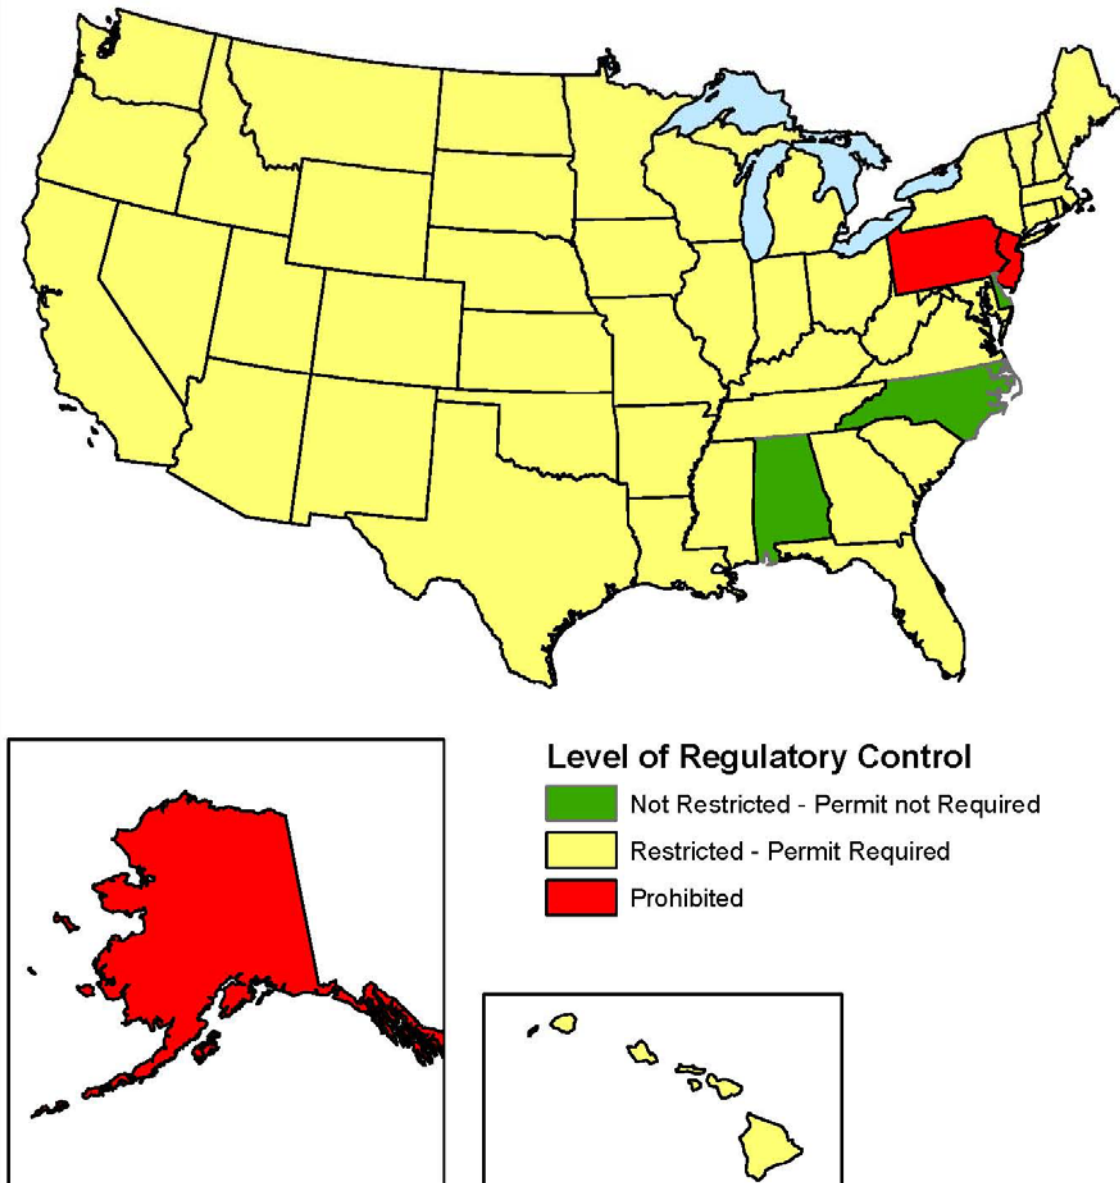 Level of Regulatory Control
Not Restricted - Permit not Required
Restricted - Permit Required
Prohibited